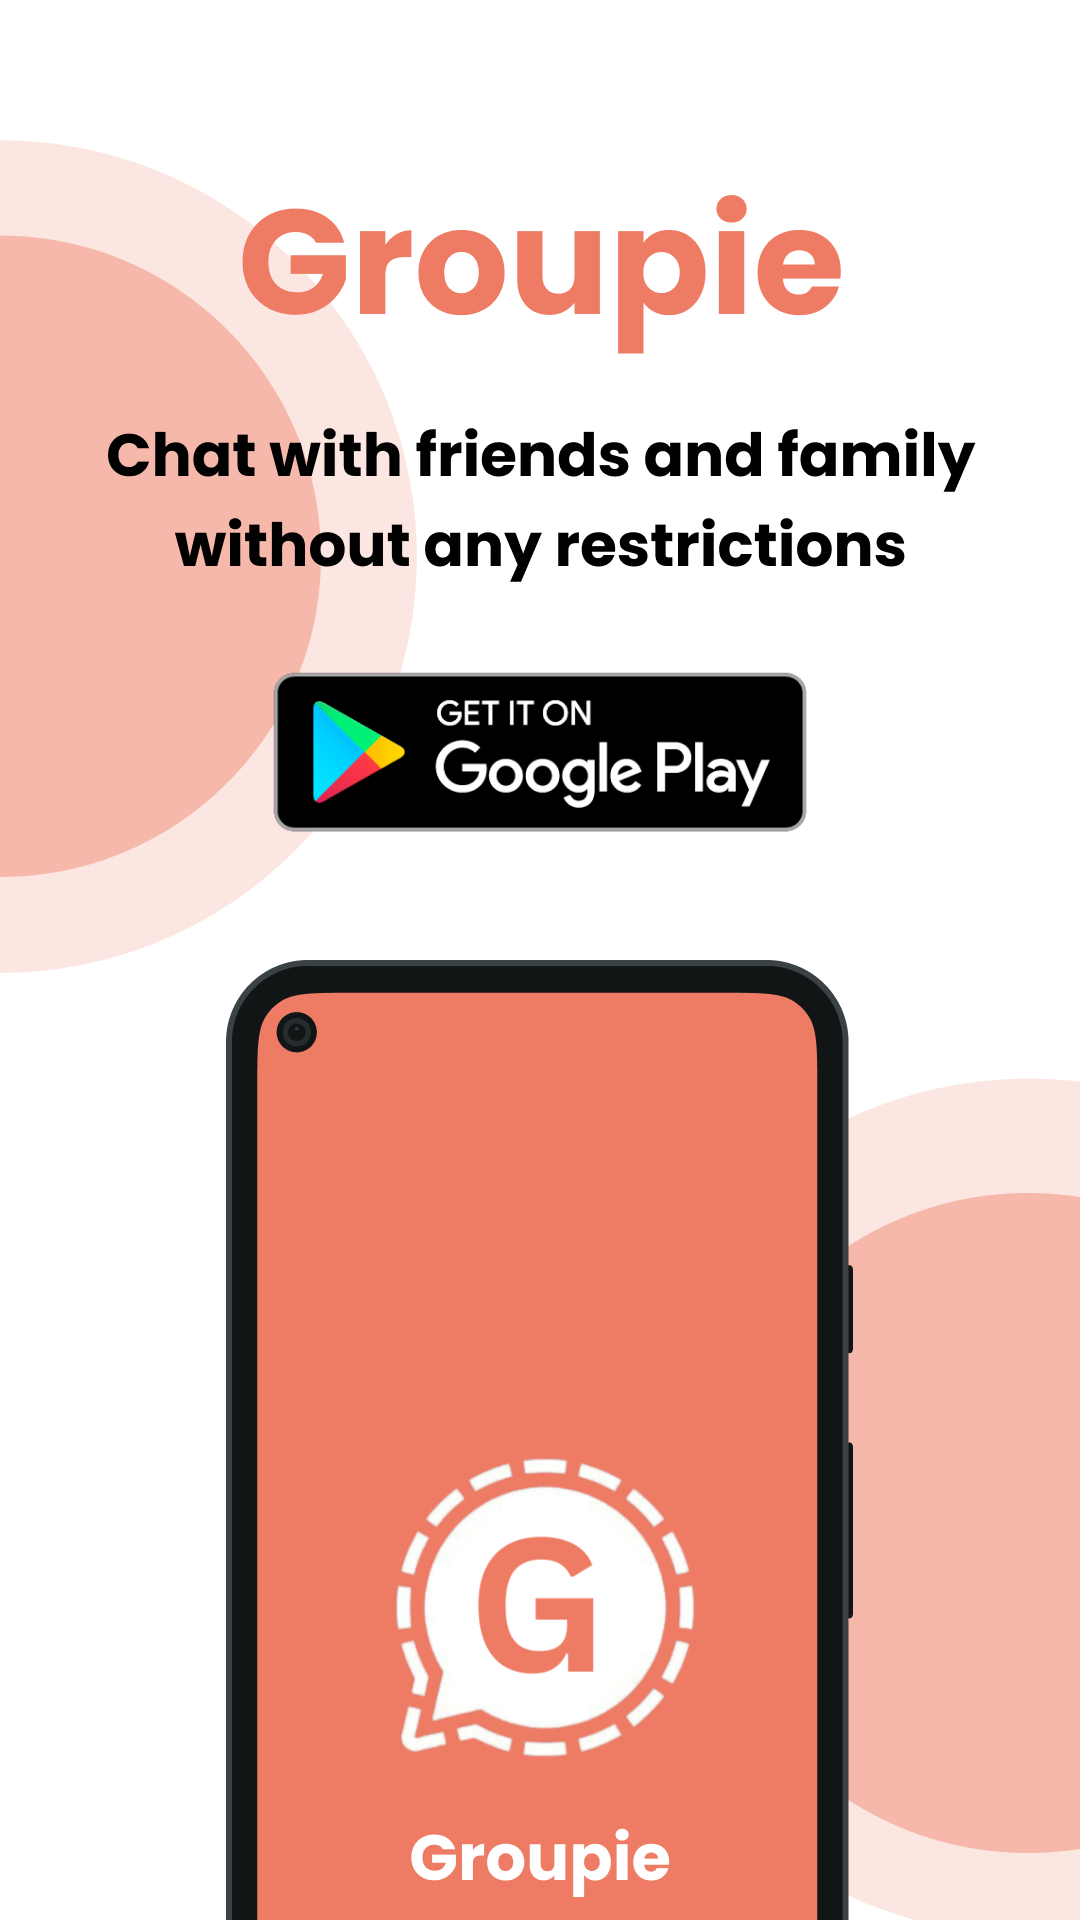 Groupie
Chat with friends and family
without any restrictions
GET IT ON
Google Play
G
Groupie